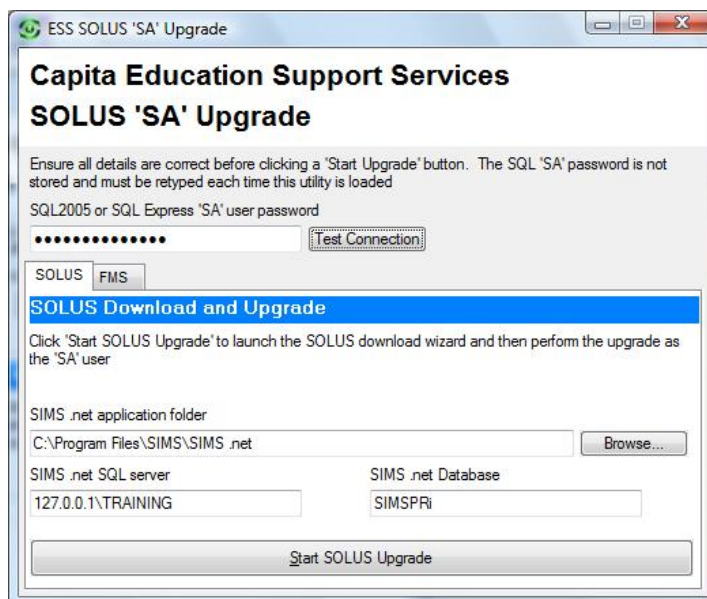 ESS SOLUS 'SA' Upgrade
Capita Education Support Services
SOLUS 'SA' Upgrade
Ensure all details are correct before clicking a 'Start Upgrade' button. The SQL 'SA' password is not
stored and must be retyped each time this utility is loaded
SQL2005 or SQL Express 'SA' user password
●●●●●●●●●●●●●● Test Connection
SOLUS FMS
SOLUS Download and Upgrade
Click 'Start SOLUS Upgrade' to launch the SOLUS download wizard and then perform the upgrade as
the 'SA' user
SIMS .net application folder
C:\Program Files\SIMS\SIMS .net Browse...
SIMS .net SQL server SIMS .net Database
127.0.0.1\TRAINING SIMSPRi
Start SOLUS Upgrade